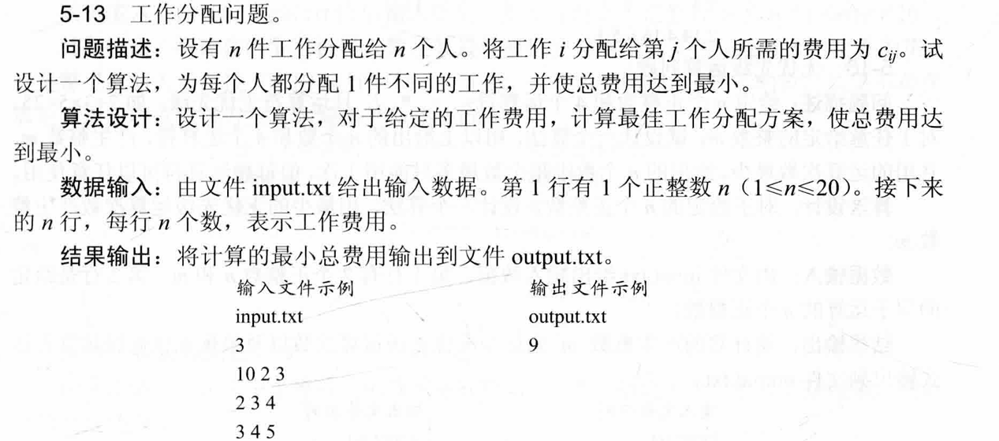 5-13 工作分配问题。
问题描述：设有 n 件工作分配给 n 个人。将工作 i 分配给第 j 个人所需的费用为 cij。试
设计一个算法，为每个人都分配 1 件不同的工作，并使总费用达到最小。
算法设计：设计一个算法，对于给定的工作费用，计算最佳工作分配方案，使总费用达
到最小。
数据输入：由文件 input.txt 给出输入数据。第 1 行有 1 个正整数 n（1≤n≤20）。接下来
的 n 行，每行 n 个数，表示工作费用。
结果输出：将计算的最小总费用输出到文件 output.txt。
输入文件示例 输出文件示例
input.txt output.txt
3 9
10 2 3
2 3 4
3 4 5